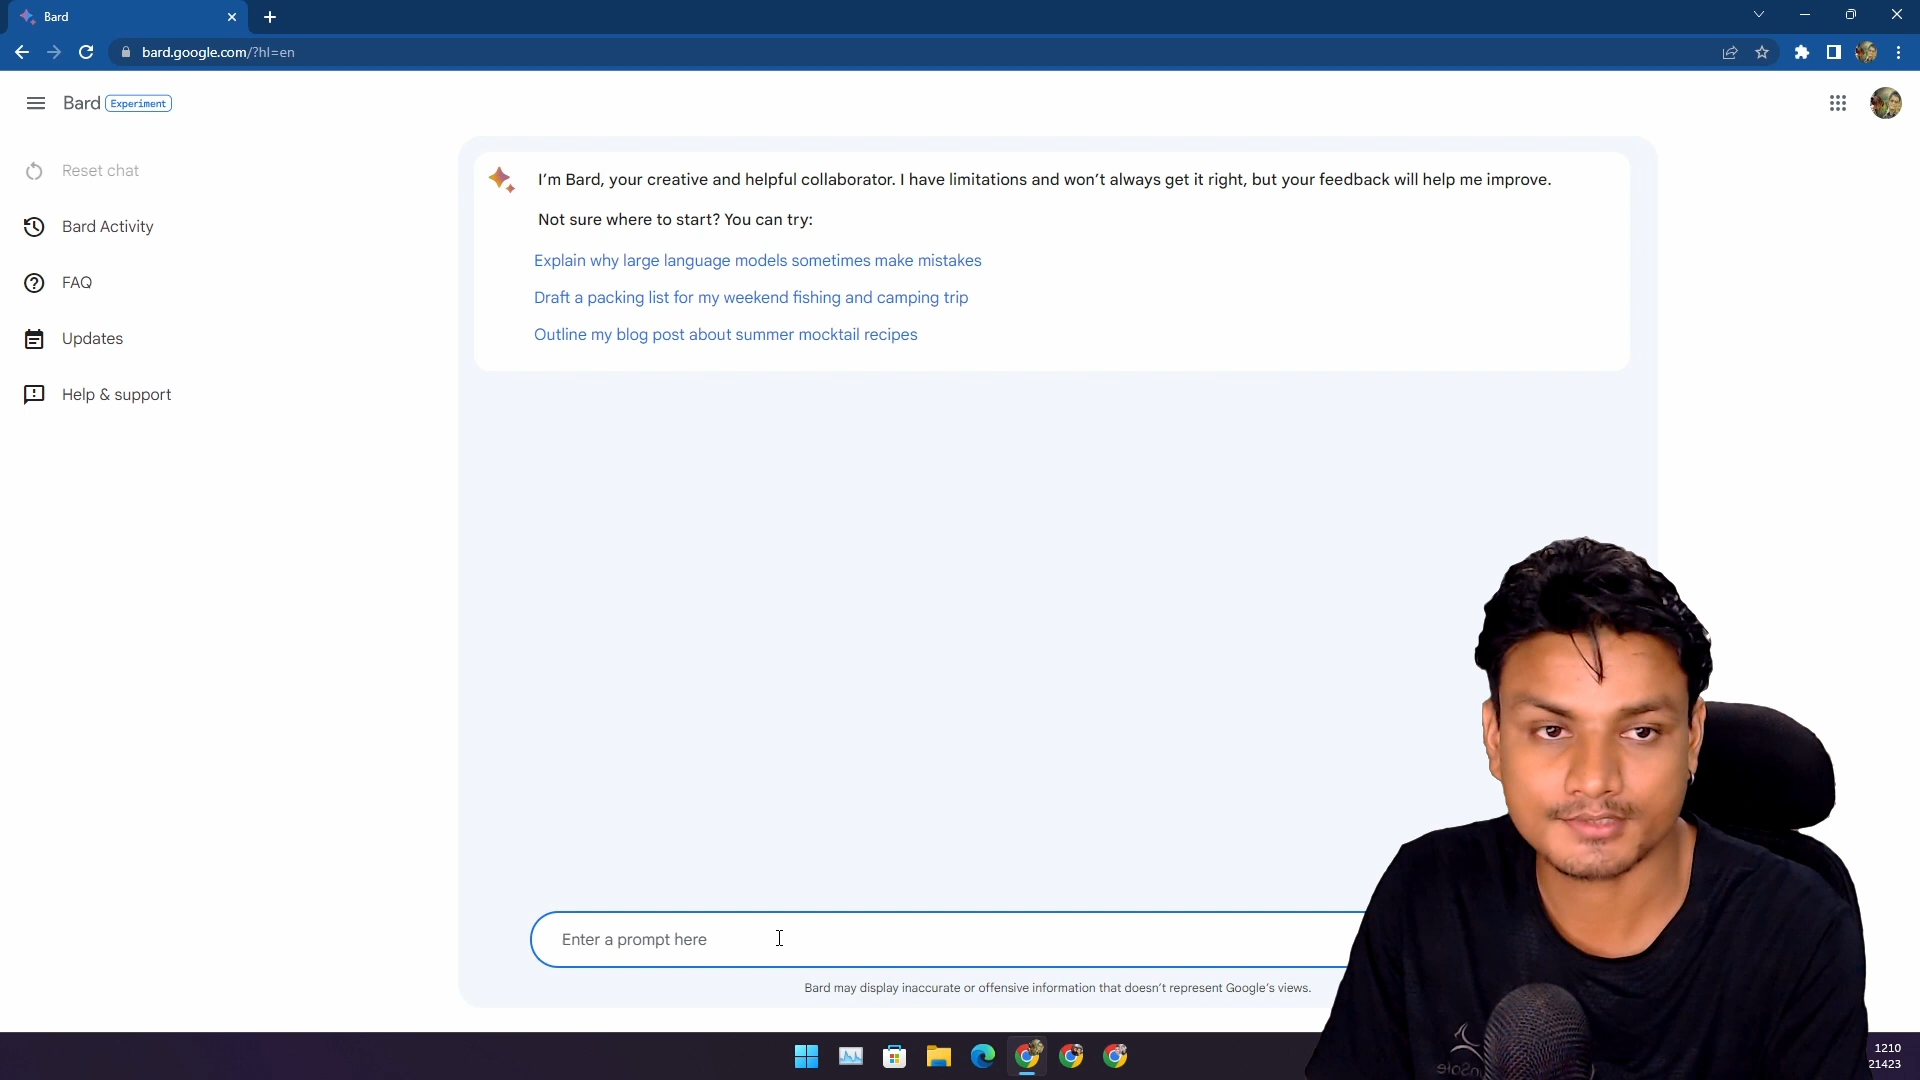 Bard
bard.google.com/?hl=en
Bard Experiment
Reset chat
Bard Activity
FAQ
Updates
Help & support
I'm Bard, your creative and helpful collaborator. I have limitations and won't always get it right, but your feedback will help me improve.
Not sure where to start? You can try:
Explain why large language models sometimes make mistakes
Draft a packing list for my weekend fishing and camping trip
Outline my blog post about summer mocktail recipes
Enter a prompt here
Bard may display inaccurate or offensive information that doesn't represent Google's views.
1210
21423